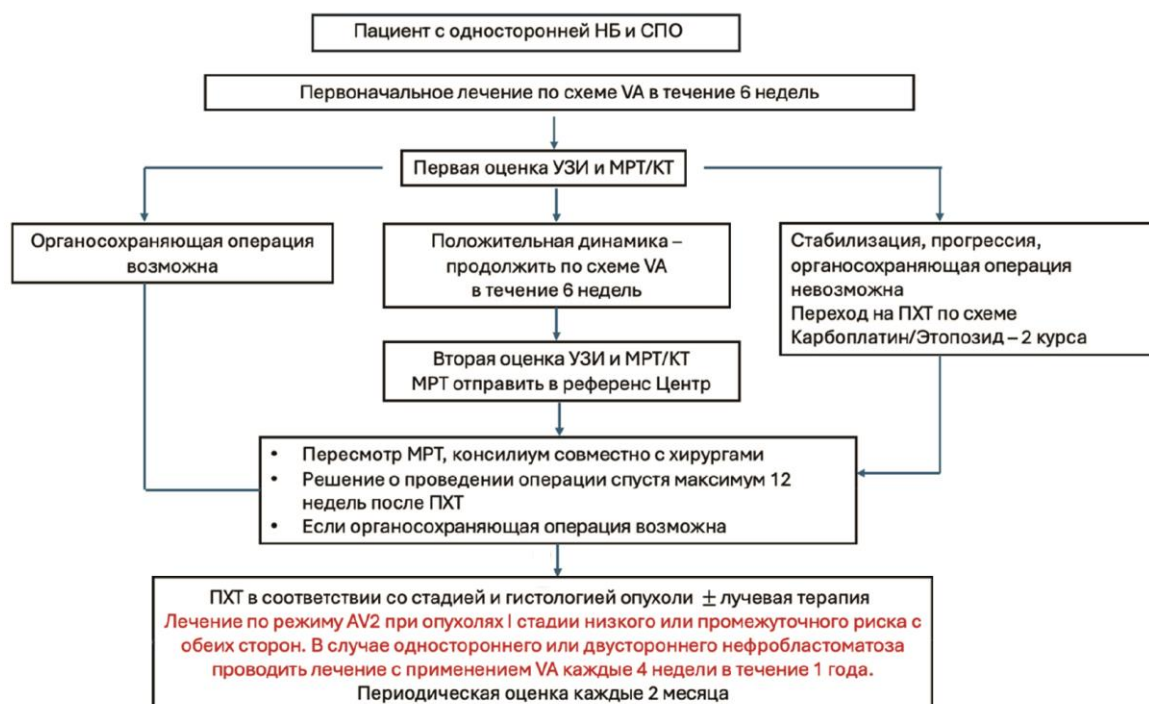 Пациент с односторонней НБ и СПО
Первоначальное лечение по схеме VA в течение 6 недель
Первая оценка УЗИ и МРТ/КТ
Органосохраняющая операция
возможна
Положительная динамика –
продолжить по схеме VA
в течение 6 недель
Стабилизация, прогрессия,
органосохраняющая операция
невозможна
Переход на ПХТ по схеме
Карбоплатин/Этопозид – 2 курса
Вторая оценка УЗИ и МРТ/КТ
МРТ отправить в референс Центр
• Пересмотр МРТ, консилиум совместно с хирургами
• Решение о проведении операции спустя максимум 12
недель после ПХТ
• Если органосохраняющая операция возможна
ПХТ в соответствии со стадией и гистологией опухоли ± лучевая терапия
Лечение по режиму AV2 при опухолях I стадии низкого или промежуточного риска с
обеих сторон. В случае одностороннего или двустороннего нефробластоматоза
проводить лечение с применением VA каждые 4 недели в течение 1 года.
Периодическая оценка каждые 2 месяца